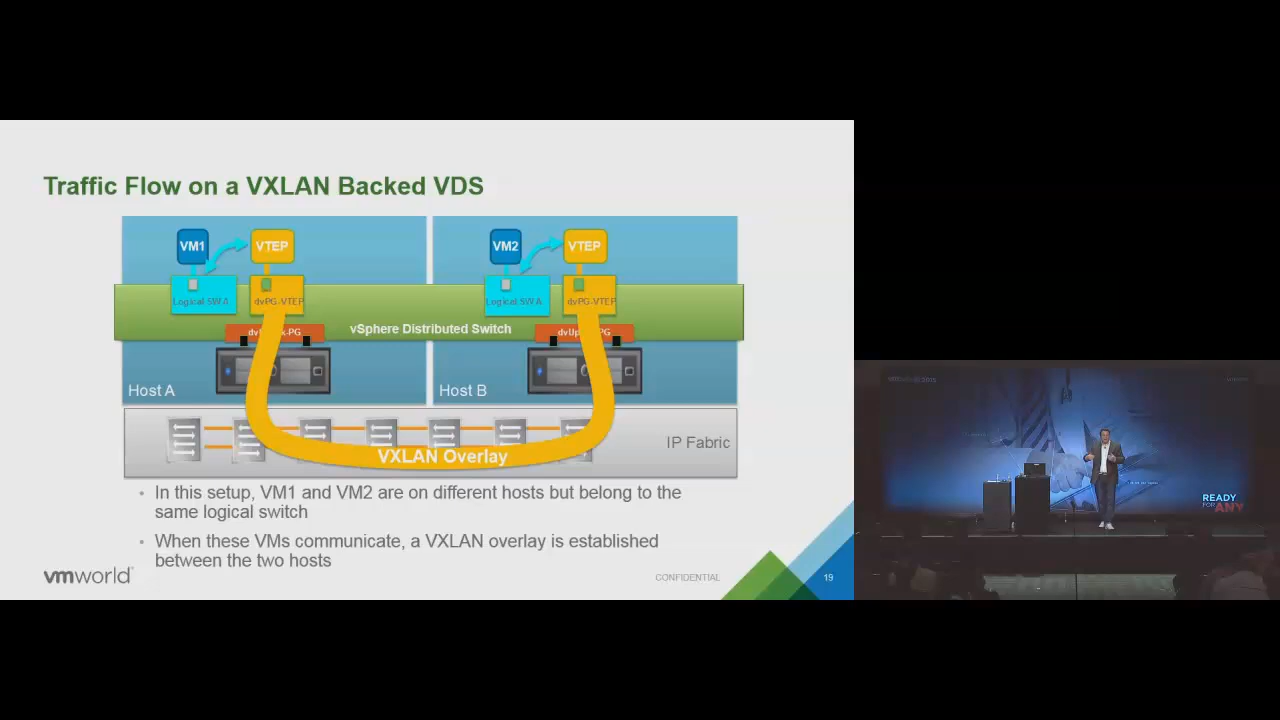 Traffic Flow on a VXLAN Backed VDS
VM1
VTEP
VM2
VTEP
Logical SW A
dvPG-VTEP
Logical SW A
dvPG-VTEP
vSphere Distributed Switch
Host A
Host B
IP Fabric
VXLAN Overlay
• In this setup, VM1 and VM2 are on different hosts but belong to the
same logical switch
• When these VMs communicate, a VXLAN overlay is established
between the two hosts
vmworld
CONFIDENTIAL
19
READY
FOR ANY